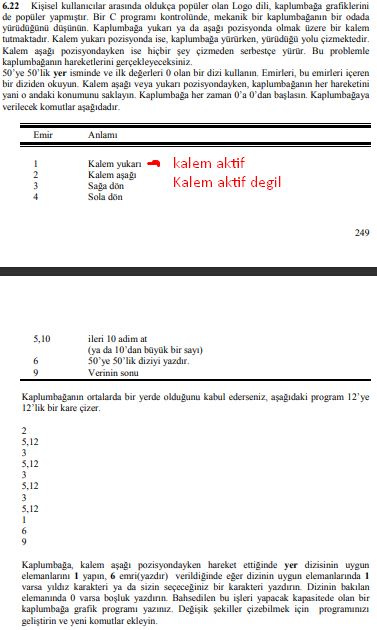 6.22 Kişisel kullanıcılar arasında oldukça popüler olan Logo dili, kaplumbağa grafiklerini
de popüler yapmıştır. Bir C programı kontrolünde, mekanik bir kaplumbağanın bir odada
yürüdüğünü düşünün. Kaplumbağa yukarı ya da aşağı pozisyonda olmak üzere bir kalem
tutmaktadır. Kalem yukarı pozisyonda ise, kaplumbağa yürürken, yürüdüğü yolu çizmektedir.
Kalem aşağı pozisyondayken ise hiçbir şey çizmeden serbestçe yürür. Bu problemle
kaplumbağanın hareketlerini gerçekleyeceksiniz.
50'ye 50'lik yer isminde ve ilk değerleri 0 olan bir dizi kullanın. Emirleri, bu emirleri içeren
bir diziden okuyun. Kalem aşağı veya yukarı pozisyondayken, kaplumbağanın her hareketini
yani o andaki konumunu saklayın. Kaplumbağa her zaman 0'a 0'dan başlasın. Kaplumbağaya
verilecek komutlar aşağıdadır.
Emir Anlamı
1 Kalem yukarı kalem aktif
2 Kalem aşağı Kalem aktif degil
3 Sağa dön
4 Sola dön
249
5,10 ileri 10 adim at
(ya da 10'dan büyük bir sayı)
6 50'ye 50'lik diziyi yazdır.
9 Verinin sonu
Kaplumbağanın ortalarda bir yerde olduğunu kabul ederseniz, aşağıdaki program 12'ye
12'lik bir kare çizer.
2
5,12
3
5,12
3
5,12
3
5,12
1
6
9
Kaplumbağa, kalem aşağı pozisyondayken hareket ettiğinde yer dizisinin uygun
elemanlarını 1 yapın, 6 emri(yazdır) verildiğinde eğer dizinin uygun elemanlarında 1
varsa yıldız karakteri ya da sizin seçeceğiniz bir karakteri yazdırın. Dizinin bakılan
elemanında 0 varsa boşluk yazdırın. Bahsedilen bu işleri yapacak kapasitede olan bir
kaplumbağa grafik programı yazınız. Değişik şekiller çizebilmek için programınızı
geliştirin ve yeni komutlar ekleyin.